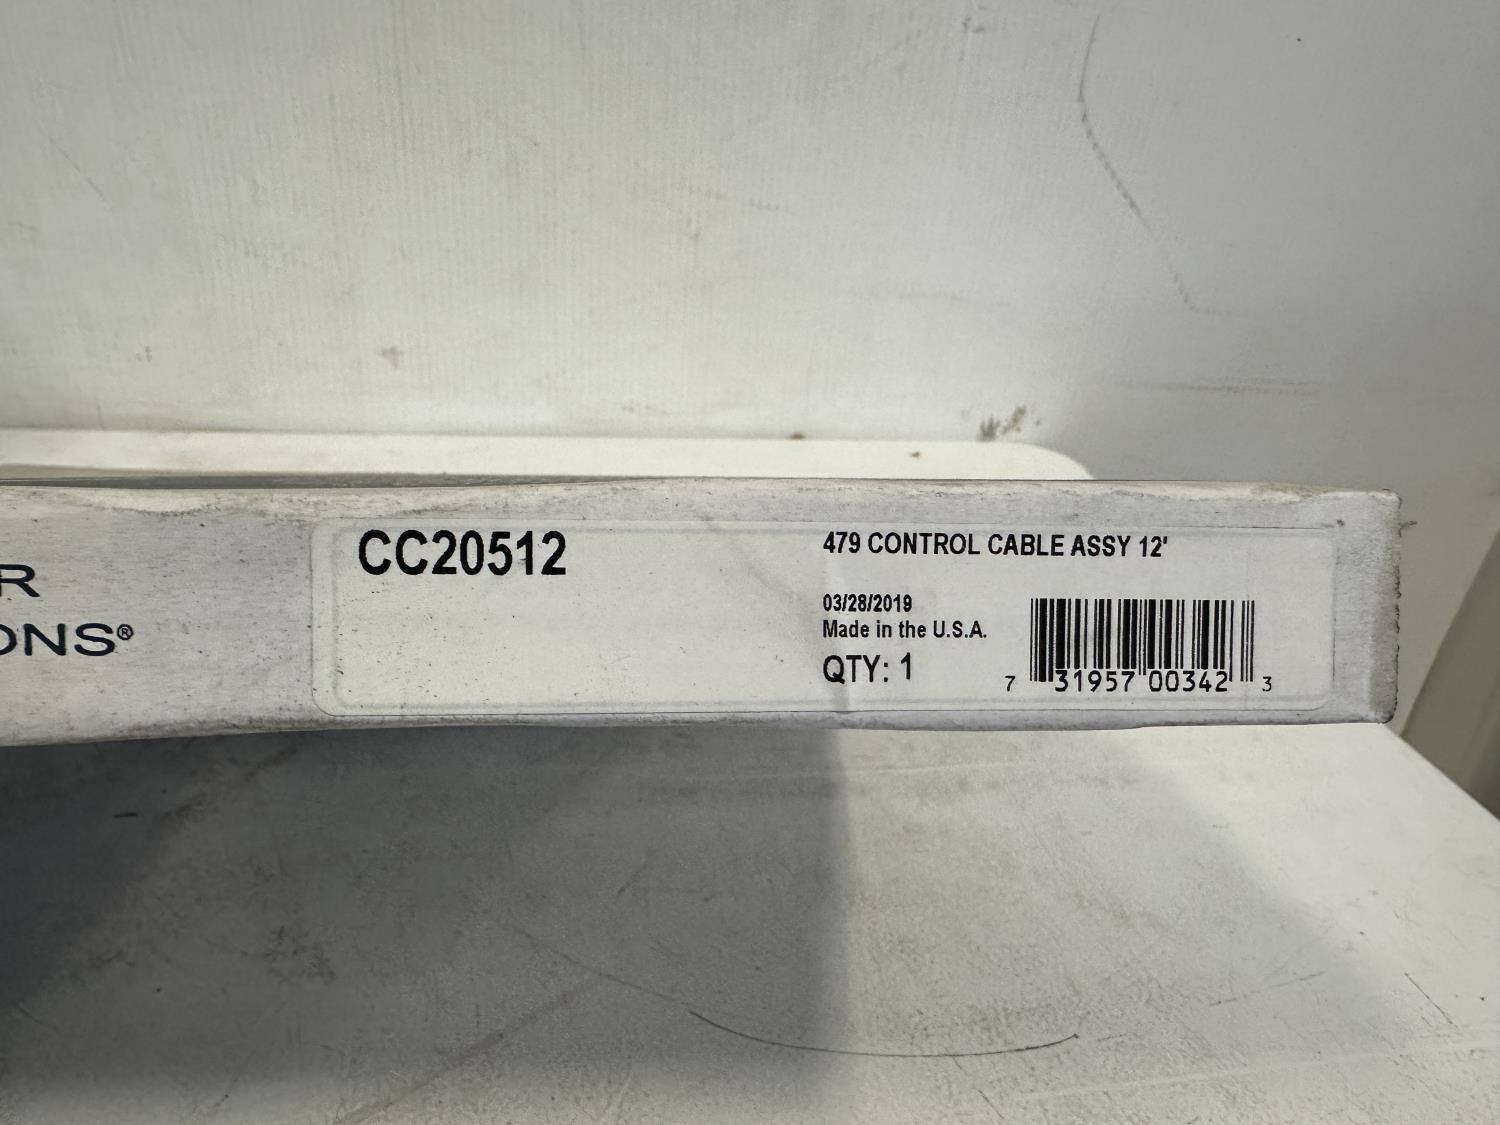 R
ONS®
CC20512
479 CONTROL CABLE ASSY 12'
03/28/2019
Made in the U.S.A.
QTY: 1
7 31957 00342 3